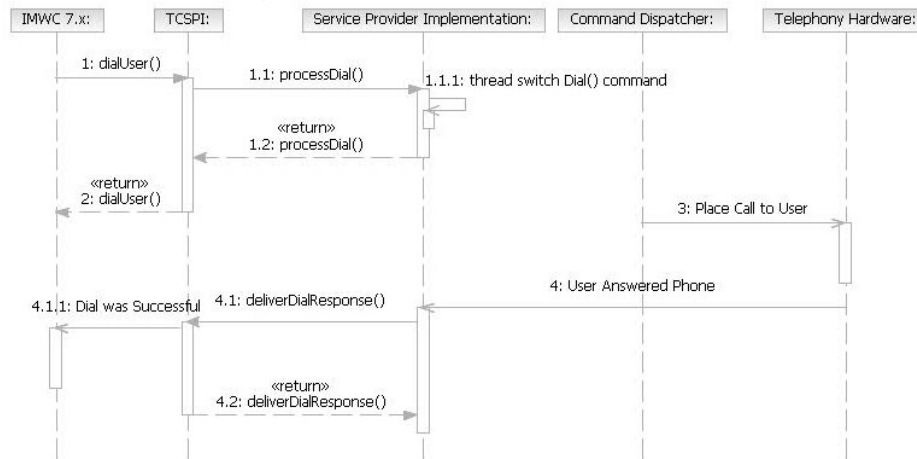 IMWC 7.x:
TCSPI:
Service Provider Implementation:
Command Dispatcher:
Telephony Hardware:
1: dialUser()
1.1: processDial()
1.1.1: thread switch Dial() command
«return»
1.2: processDial()
«return»
2: dialUser()
3: Place Call to User
4: User Answered Phone
4.1: deliverDialResponse()
4.1.1: Dial was Successful
«return»
4.2: deliverDialResponse()